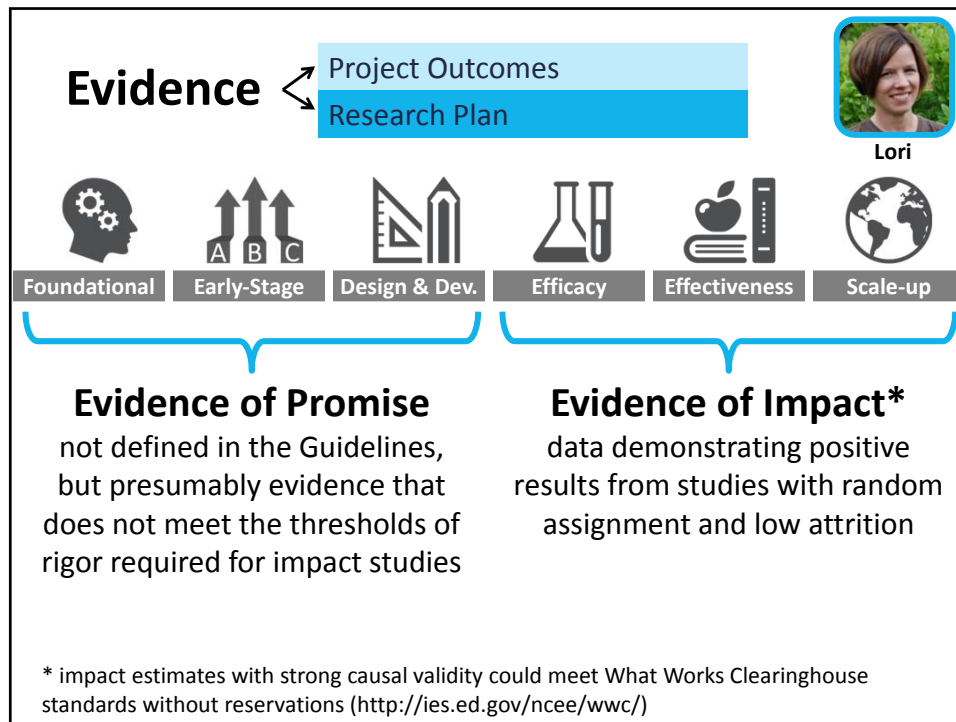 Evidence
Project Outcomes
Research Plan
Lori
A B C
Foundational
Early-Stage
Design & Dev.
Efficacy
Effectiveness
Scale-up
Evidence of Promise
not defined in the Guidelines,
but presumably evidence that
does not meet the thresholds of
rigor required for impact studies
Evidence of Impact*
data demonstrating positive
results from studies with random
assignment and low attrition
* impact estimates with strong causal validity could meet What Works Clearinghouse
standards without reservations (http://ies.ed.gov/ncee/wwc/)